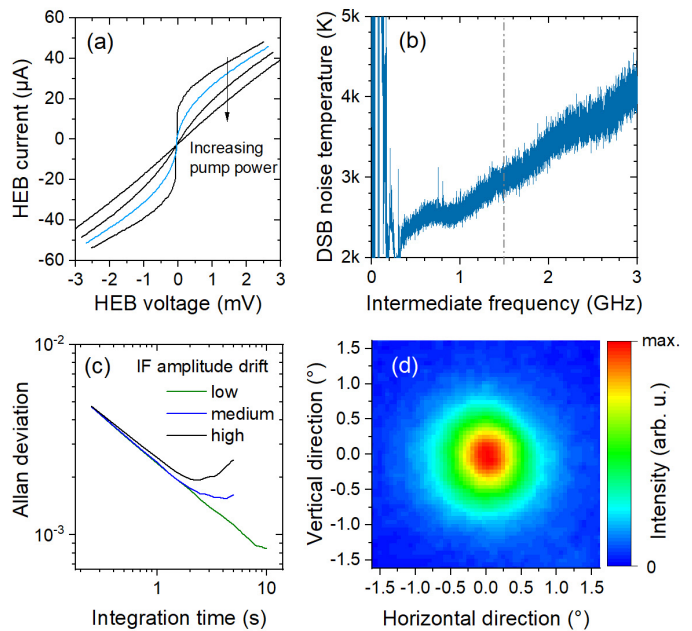 (a)
60
40
20
0
-20
-40
-60
HEB current (µA)
Increasing
pump power
-3 -2 -1 0 1 2 3
HEB voltage (mV)
(b)
5k
4k
3k
2k
DSB noise temperature (K)
0 1 2 3
Intermediate frequency (GHz)
(c) IF amplitude drift
low
medium
high
10-2
10-3
Allan deviation
1 10
Integration time (s)
(d)
1.5
1.0
0.5
0.0
-0.5
-1.0
-1.5
Vertical direction (°)
-1.5 -1.0 -0.5 0.0 0.5 1.0 1.5
Horizontal direction (°)
max.
0
Intensity (arb. u.)